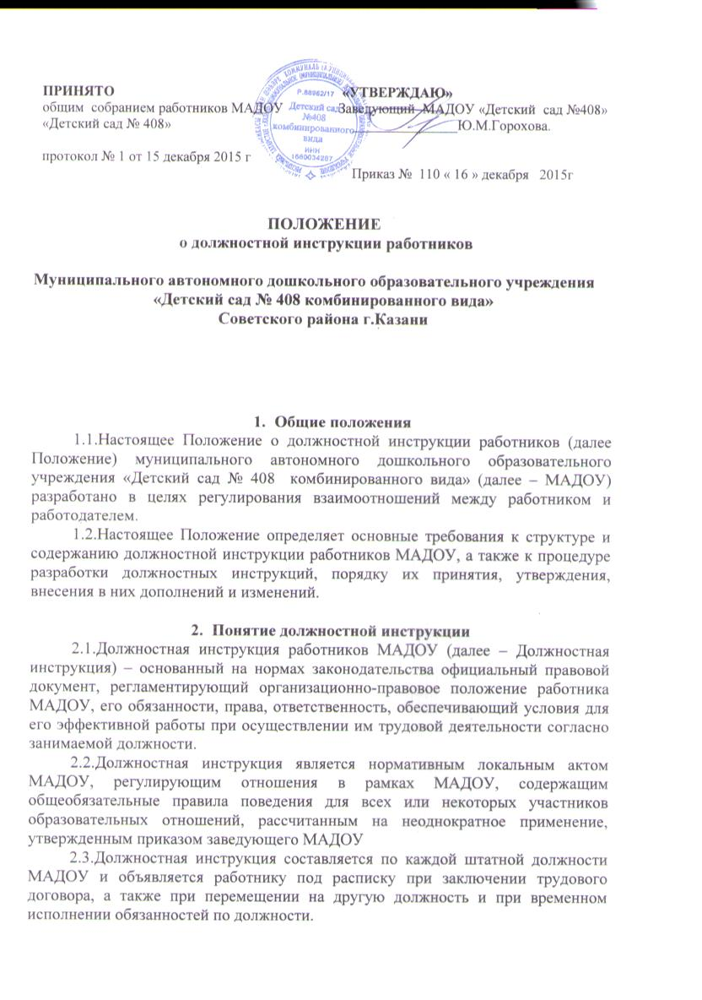 ПРИНЯТО
общим собранием работников МАДОУ
«Детский сад № 408»
протокол № 1 от 15 декабря 2015 г
Р.88962/17
Детский сад
№408
комбинированного
вида
ИНН
1660034287
«УТВЕРЖДАЮ»
Заведующий МАДОУ «Детский сад №408»
Ю.М.Горохова.
Приказ № 110 « 16 » декабря 2015г
ПОЛОЖЕНИЕ
о должностной инструкции работников
Муниципального автономного дошкольного образовательного учреждения
«Детский сад № 408 комбинированного вида»
Советского района г.Казани
1. Общие положения
1.1.Настоящее Положение о должностной инструкции работников (далее
Положение) муниципального автономного дошкольного образовательного
учреждения «Детский сад № 408 комбинированного вида» (далее – МАДОУ)
разработано в целях регулирования взаимоотношений между работником и
работодателем.
1.2.Настоящее Положение определяет основные требования к структуре и
содержанию должностной инструкции работников МАДОУ, а также к процедуре
разработки должностных инструкций, порядку их принятия, утверждения,
внесения в них дополнений и изменений.
2. Понятие должностной инструкции
2.1.Должностная инструкция работников МАДОУ (далее – Должностная
инструкция) – основанный на нормах законодательства официальный правовой
документ, регламентирующий организационно-правовое положение работника
МАДОУ, его обязанности, права, ответственность, обеспечивающий условия для
его эффективной работы при осуществлении им трудовой деятельности согласно
занимаемой должности.
2.2.Должностная инструкция является нормативным локальным актом
МАДОУ, регулирующим отношения в рамках МАДОУ, содержащим
общеобязательные правила поведения для всех или некоторых участников
образовательных отношений, рассчитанным на неоднократное применение,
утвержденным приказом заведующего МАДОУ
2.3.Должностная инструкция составляется по каждой штатной должности
МАДОУ и объявляется работнику под расписку при заключении трудового
договора, а также при перемещении на другую должность и при временном
исполнении обязанностей по должности.